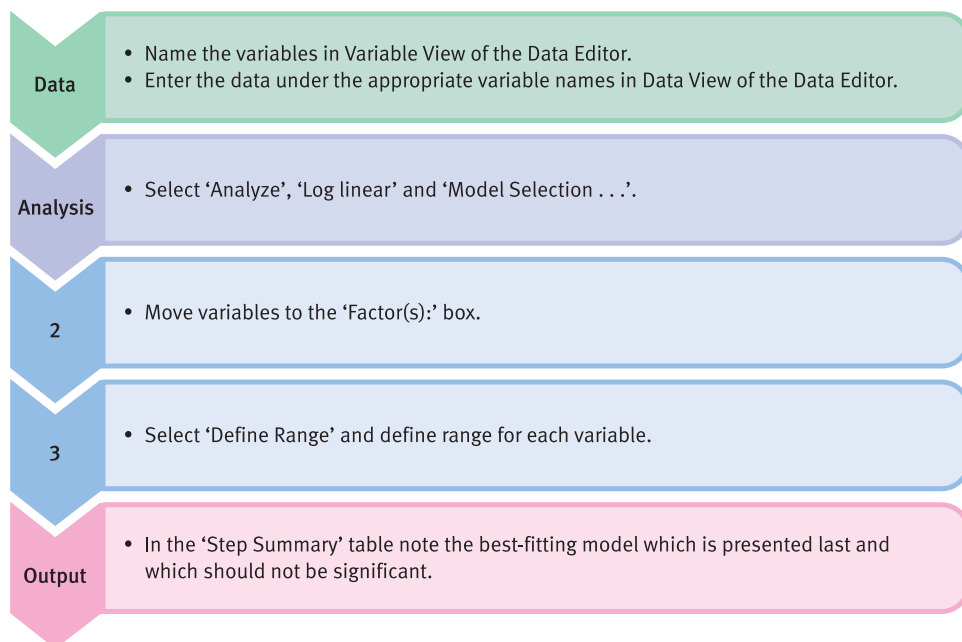 Data
• Name the variables in Variable View of the Data Editor.
• Enter the data under the appropriate variable names in Data View of the Data Editor.
Analysis
• Select ‘Analyze’, ‘Log linear’ and ‘Model Selection . . .’.
2
• Move variables to the ‘Factor(s):’ box.
3
• Select ‘Define Range’ and define range for each variable.
Output
• In the ‘Step Summary’ table note the best-fitting model which is presented last and
which should not be significant.